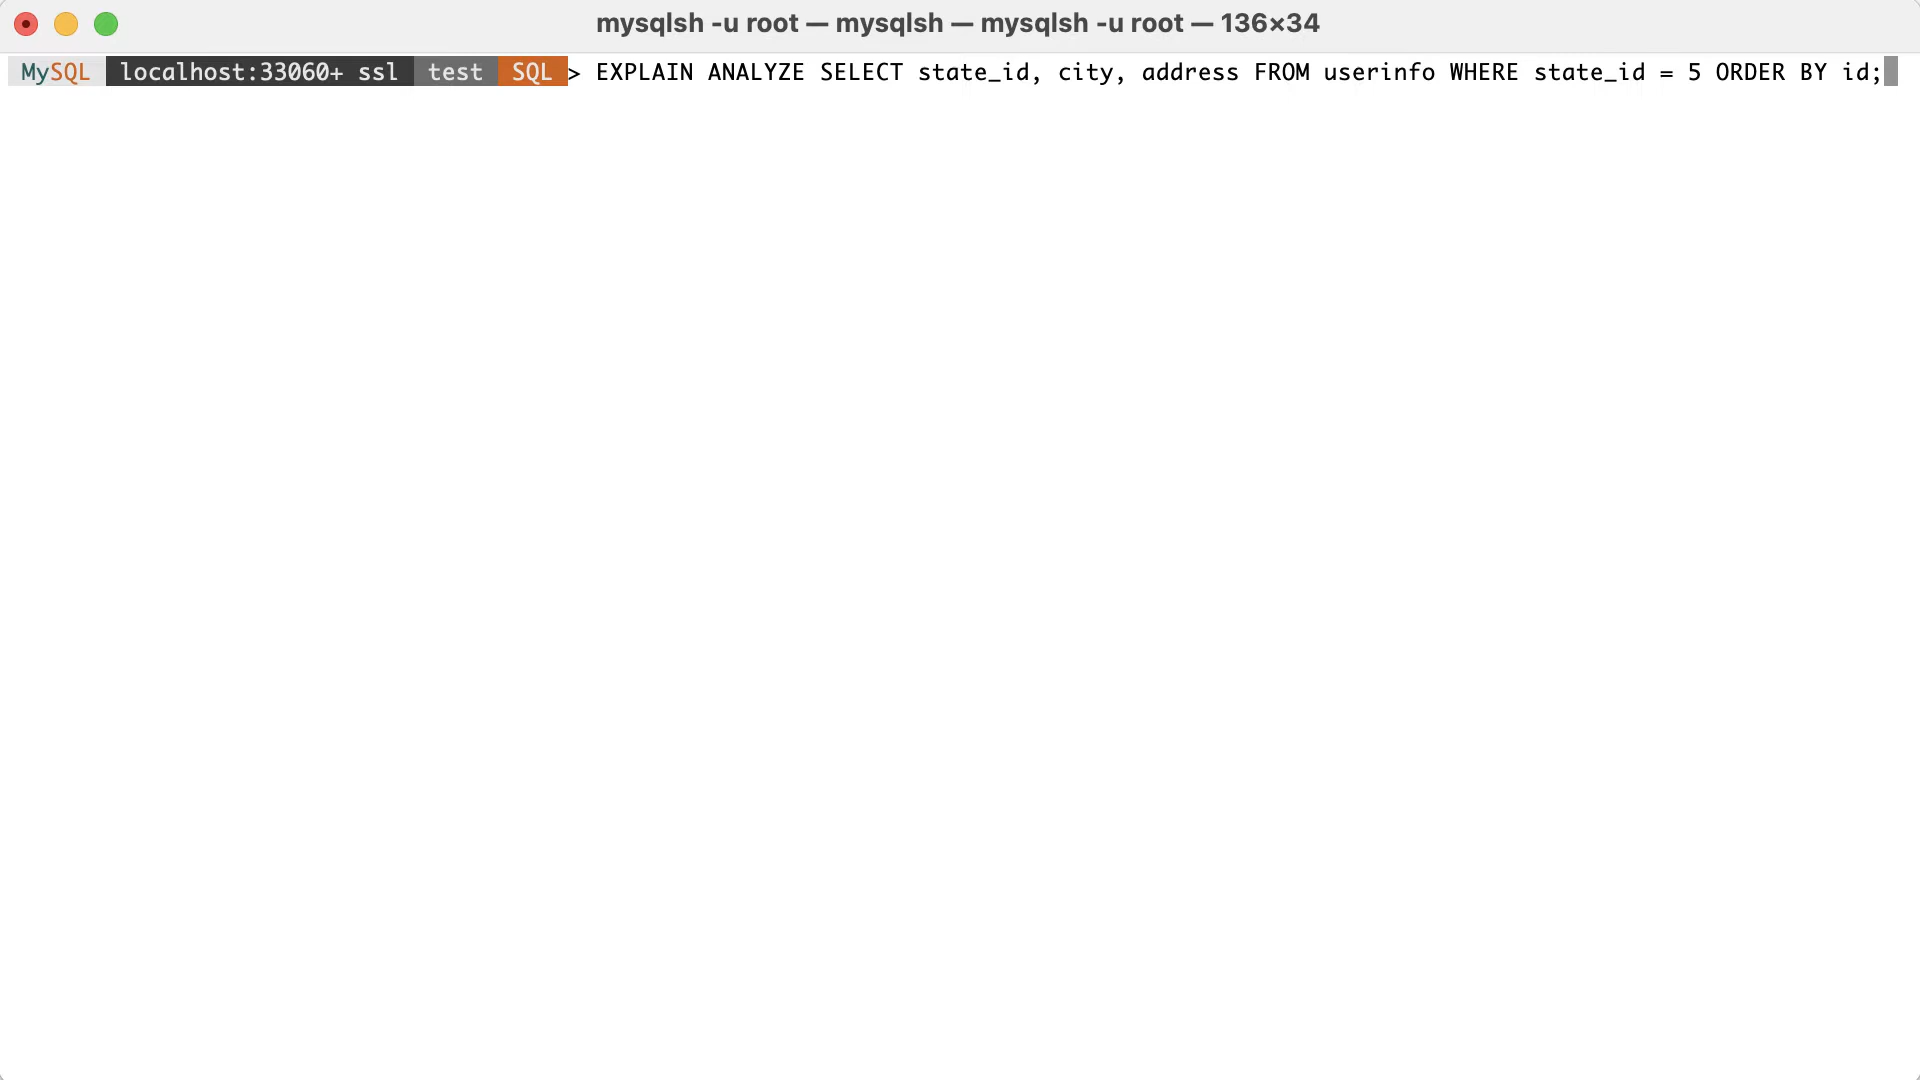 mysqlsh -u root — mysqlsh — mysqlsh -u root — 136×34
MySQL localhost:33060+ ssl test SQL > EXPLAIN ANALYZE SELECT state_id, city, address FROM userinfo WHERE state_id = 5 ORDER BY id;